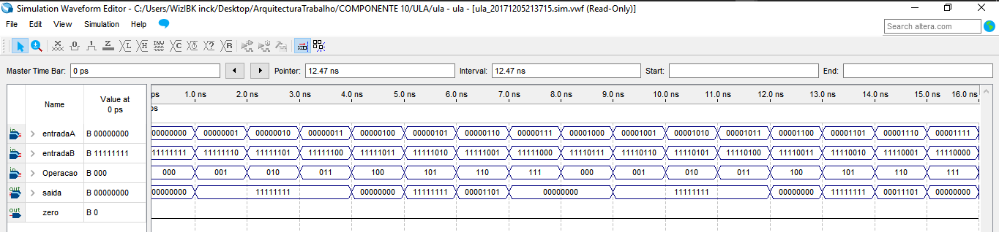 Simulation Waveform Editor - C:/Users/WizIBK inck/Desktop/ArquitecturaTrabalho/COMPONENTE 10/ULA/ula - ula - [ula_20171205213715.sim.vwf (Read-Only)]
File Edit View Simulation Help
Search altera.com
Master Time Bar: 0 ps Pointer: 12.47 ns Interval: 12.47 ns Start: End:
Name Value at 0 ps
ps 1.0 ns 2.0 ns 3.0 ns 4.0 ns 5.0 ns 6.0 ns 7.0 ns 8.0 ns 9.0 ns 10.0 ns 11.0 ns 12.0 ns 13.0 ns 14.0 ns 15.0 ns 16.0 ns
ps
entradaA B 00000000 00000000 00000001 00000010 00000011 00000100 00000101 00000110 00000111 00001000 00001001 00001010 00001011 00001100 00001101 00001110 00001111
entradaB B 11111111 11111111 11111110 11111101 11111100 11111011 11111010 11111001 11111000 11110111 11110110 11110101 11110100 11110011 11110010 11110001 11110000
Operacao B 000 000 001 010 011 100 101 110 111 000 001 010 011 100 101 110 111
saida B 00000000 00000000 11111111 00000000 11111111 00001101 00000000 11111111 00000000 11111111 00011101 00000000
zero B 0